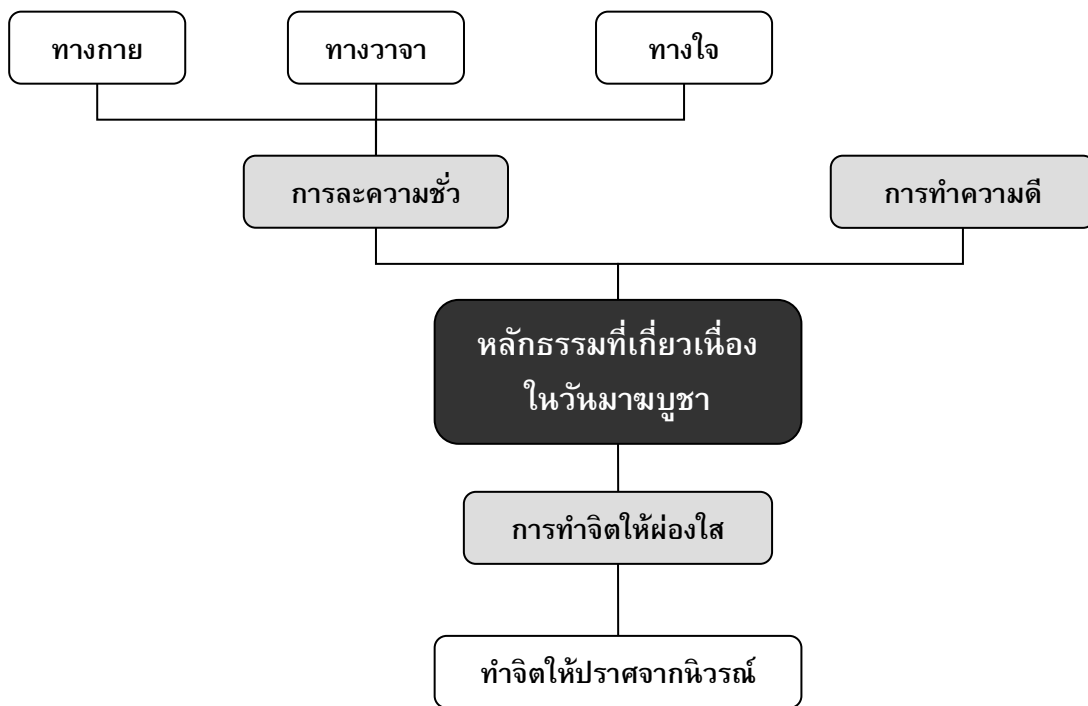 ทางกาย
ทางวาจา
ทางใจ
การละความชั่ว
การทำความดี
หลักธรรมที่เกี่ยวเนื่อง
ในวันมาฆบูชา
การทำจิตให้ผ่องใส
ทำจิตให้ปราศจากนิวรณ์